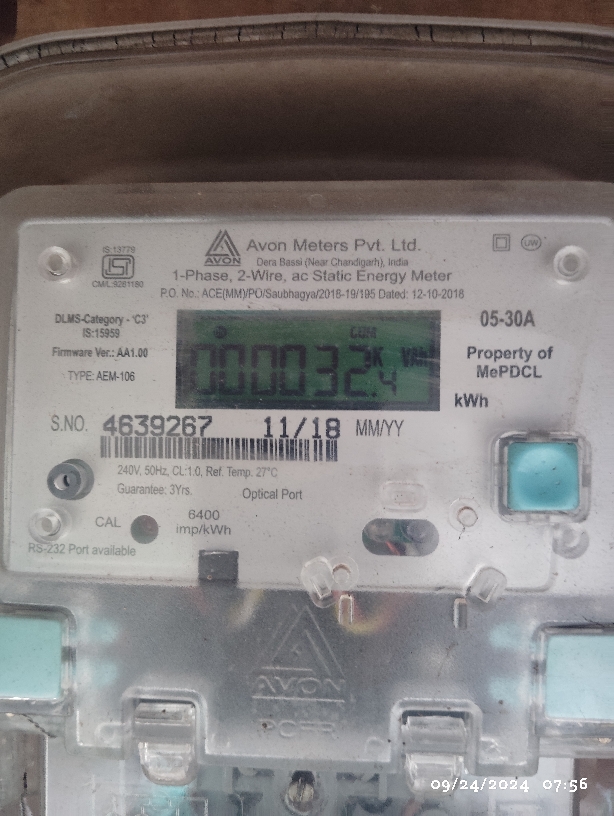 IS:13779
CM/L:9281180
AVON
Avon Meters Pvt. Ltd.
UW
Dera Bassi (Near Chandigarh), India
1-Phase, 2-Wire, ac Static Energy Meter
P.O. No.: ACE(MM)/PO/Saubhagya/2018-19/195 Dated: 12-10-2018
DLMS-Category - 'C3'
IS:15959
Firmware Ver.: AA1.00
TYPE: AEM-106
CUM
000032.4
05-30A
Property of
MePDCL
kWh
S.NO. 4639267 11/18 MM/YY
240V, 50Hz, CL:1.0, Ref. Temp. 27°C
Guarantee: 3Yrs.
Optical Port
CAL
6400
imp/kWh
RS-232 Port available
AVON
09/24/2024 07:56